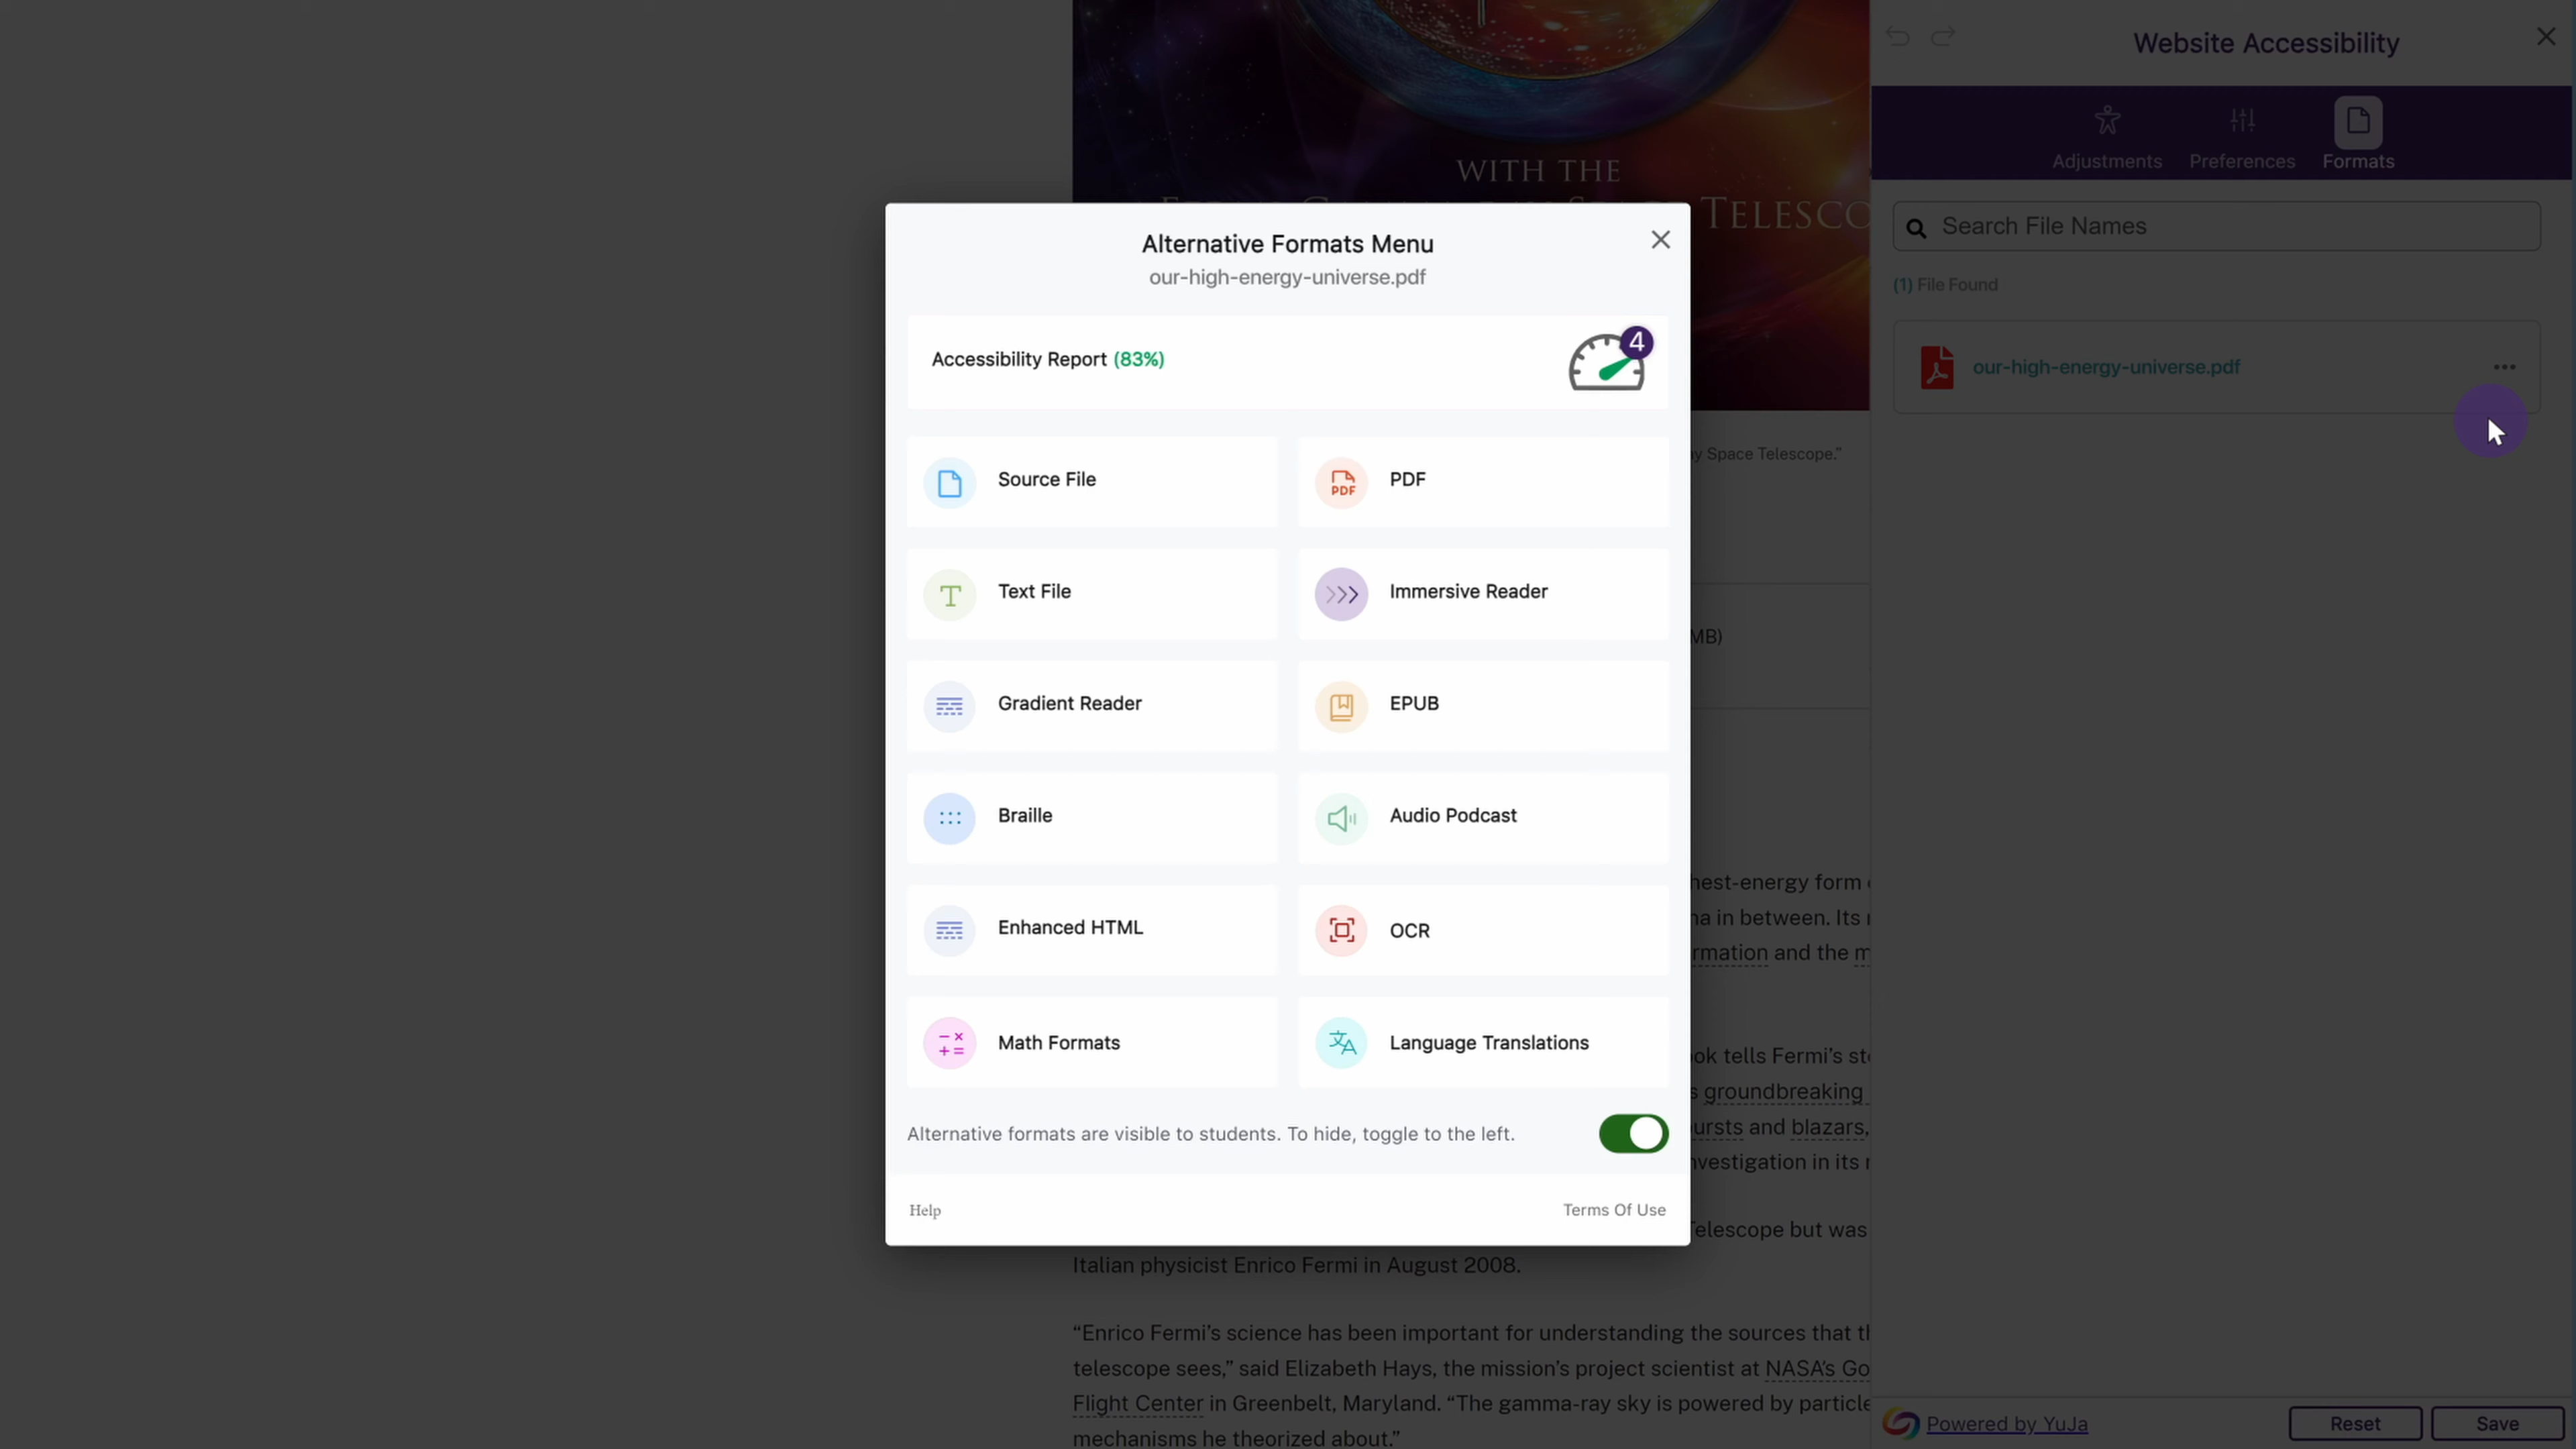 WITH THE
TELESCO
Website Accessibility
Adjustments
Preferences
Formats
Search File Names
(1) File Found
our-high-energy-universe.pdf
Alternative Formats Menu
our-high-energy-universe.pdf
Accessibility Report (83%)
4
Source File
PDF
PDF
Text File
Immersive Reader
Gradient Reader
EPUB
Braille
Audio Podcast
Enhanced HTML
OCR
Math Formats
Language Translations
Alternative formats are visible to students. To hide, toggle to the left.
Help
Terms Of Use
Space Telescope.”
MB)
-energy form
in between. Its
and the
tells Fermi’s
groundbreaking
and blazars,
in its
Telescope but was
Italian physicist Enrico Fermi in August 2008.
“Enrico Fermi’s science has been important for understanding the sources that
telescope sees,” said Elizabeth Hays, the mission’s project scientist at NASA’s Go
Flight Center in Greenbelt, Maryland. “The gamma-ray sky is powered by particle
mechanisms he theorized about.”
Powered by YuJa
Reset
Save